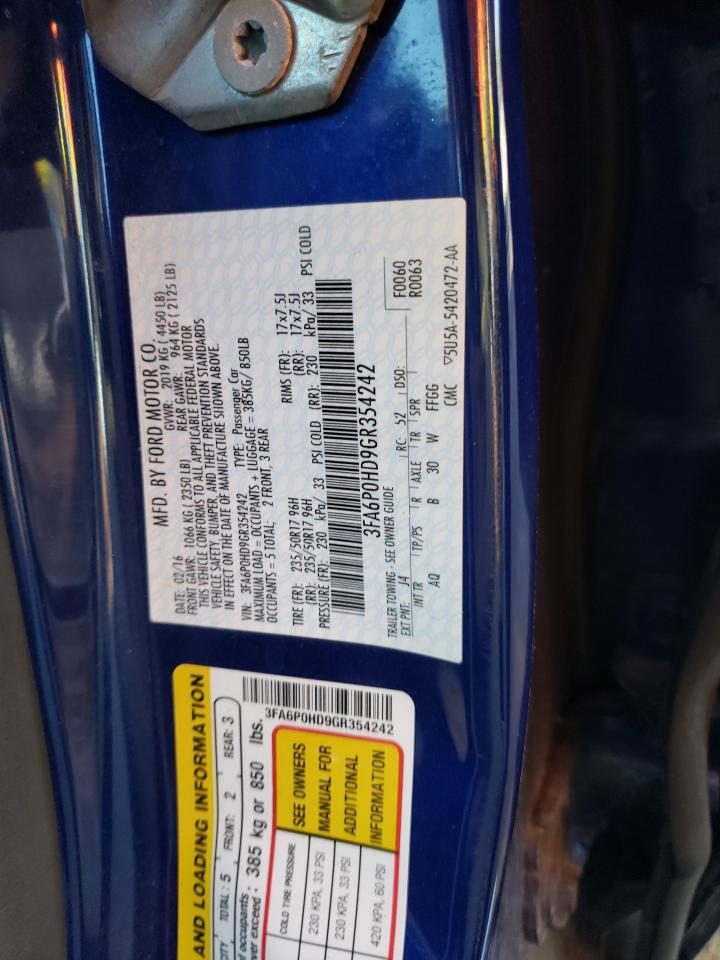 MFD. BY FORD MOTOR CO.
DATE: 02/16 GVWR: 2019 KG ( 4450 LB)
FRONT GAWR: 1066 KG ( 2350 LB) REAR GAWR: 964 KG ( 2125 LB)
THIS VEHICLE CONFORMS TO ALL APPLICABLE FEDERAL MOTOR
VEHICLE SAFETY, BUMPER, AND THEFT PREVENTION STANDARDS
IN EFFECT ON THE DATE OF MANUFACTURE SHOWN ABOVE.
VIN: 3FA6P0HD9GR354242 TYPE: Passenger Car
MAXIMUM LOAD = OCCUPANTS + LUGGAGE = 385KG/ 850LB
OCCUPANTS = 5 TOTAL; 2 FRONT, 3 REAR
TIRE (FR): 235/50R17 96H RIMS (FR): 17x7.5J
(RR): 235/50R17 96H (RR): 17x7.5J
PRESSURE (FR): 230 kPa/ 33 PSI COLD (RR): 230 kPa/ 33 PSI COLD
3FA6P0HD9GR354242
TRAILER TOWING - SEE OWNER GUIDE F0060
EXT PNT: J4 RC: 52 DSO: R0063
INT TR TP/PS R AXLE TR SPR
AQ B 30 W FFGG
CMC ▽5U5A-5420472-AA
AND LOADING INFORMATION
TOTAL : 5 FRONT: 2 REAR: 3
occupants
exceed : 385 kg or 850 lbs.
3FA6P0HD9GR354242
COLD TIRE PRESSURE
230 KPA, 33 PSI
230 KPA, 33 PSI
420 KPA, 60 PSI
SEE OWNERS
MANUAL FOR
ADDITIONAL
INFORMATION